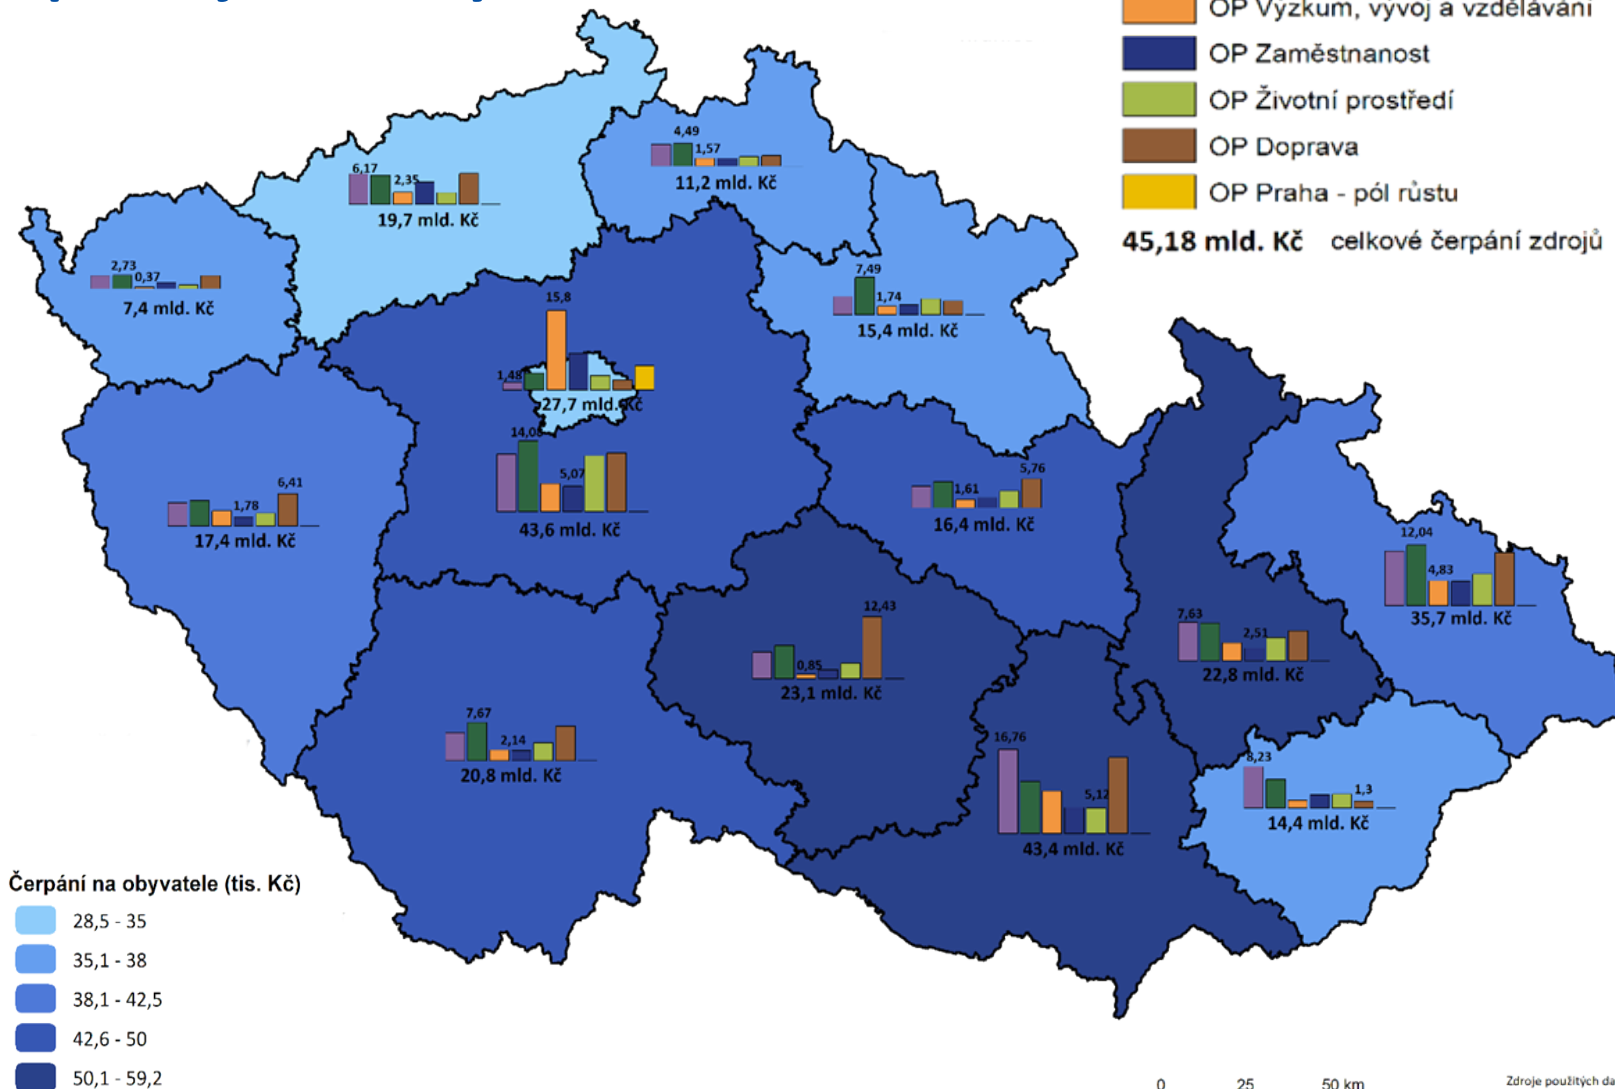 OP Výzkum, vývoj a vzdělávání
OP Zaměstnanost
OP Životní prostředí
OP Doprava
OP Praha - pól růstu
45,18 mld. Kč celkové čerpání zdrojů
4,49
1,57
11,2 mld. Kč
6,17
2,35
19,7 mld. Kč
2,73
0,37
7,4 mld. Kč
7,49
1,74
15,4 mld. Kč
15,8
1,48
27,7 mld. Kč
14,08
5,07
43,6 mld. Kč
6,41
1,78
17,4 mld. Kč
5,76
1,61
16,4 mld. Kč
12,04
4,83
35,7 mld. Kč
12,43
0,85
23,1 mld. Kč
7,63
2,51
22,8 mld. Kč
7,67
2,14
20,8 mld. Kč
16,76
5,12
43,4 mld. Kč
8,23
1,3
14,4 mld. Kč
Čerpání na obyvatele (tis. Kč)
28,5 - 35
35,1 - 38
38,1 - 42,5
42,6 - 50
50,1 - 59,2
0 25 50 km
Zdroje použitých da